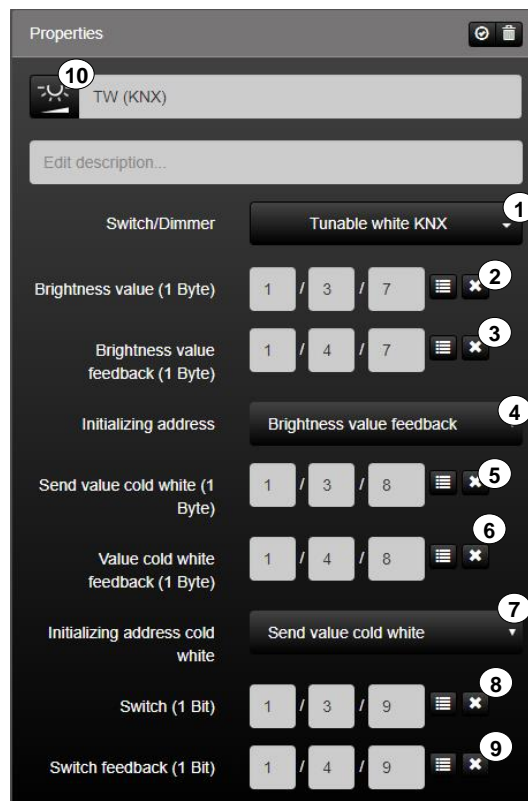 Properties
10
TW (KNX)
Edit description...
1
Switch/Dimmer Tunable white KNX
2
Brightness value (1 Byte) 1 / 3 / 7
3
Brightness value
feedback (1 Byte) 1 / 4 / 7
4
Initializing address Brightness value feedback
5
Send value cold white (1
Byte) 1 / 3 / 8
6
Value cold white
feedback (1 Byte) 1 / 4 / 8
7
Initializing address cold
white Send value cold white
8
Switch (1 Bit) 1 / 3 / 9
9
Switch feedback (1 Bit) 1 / 4 / 9